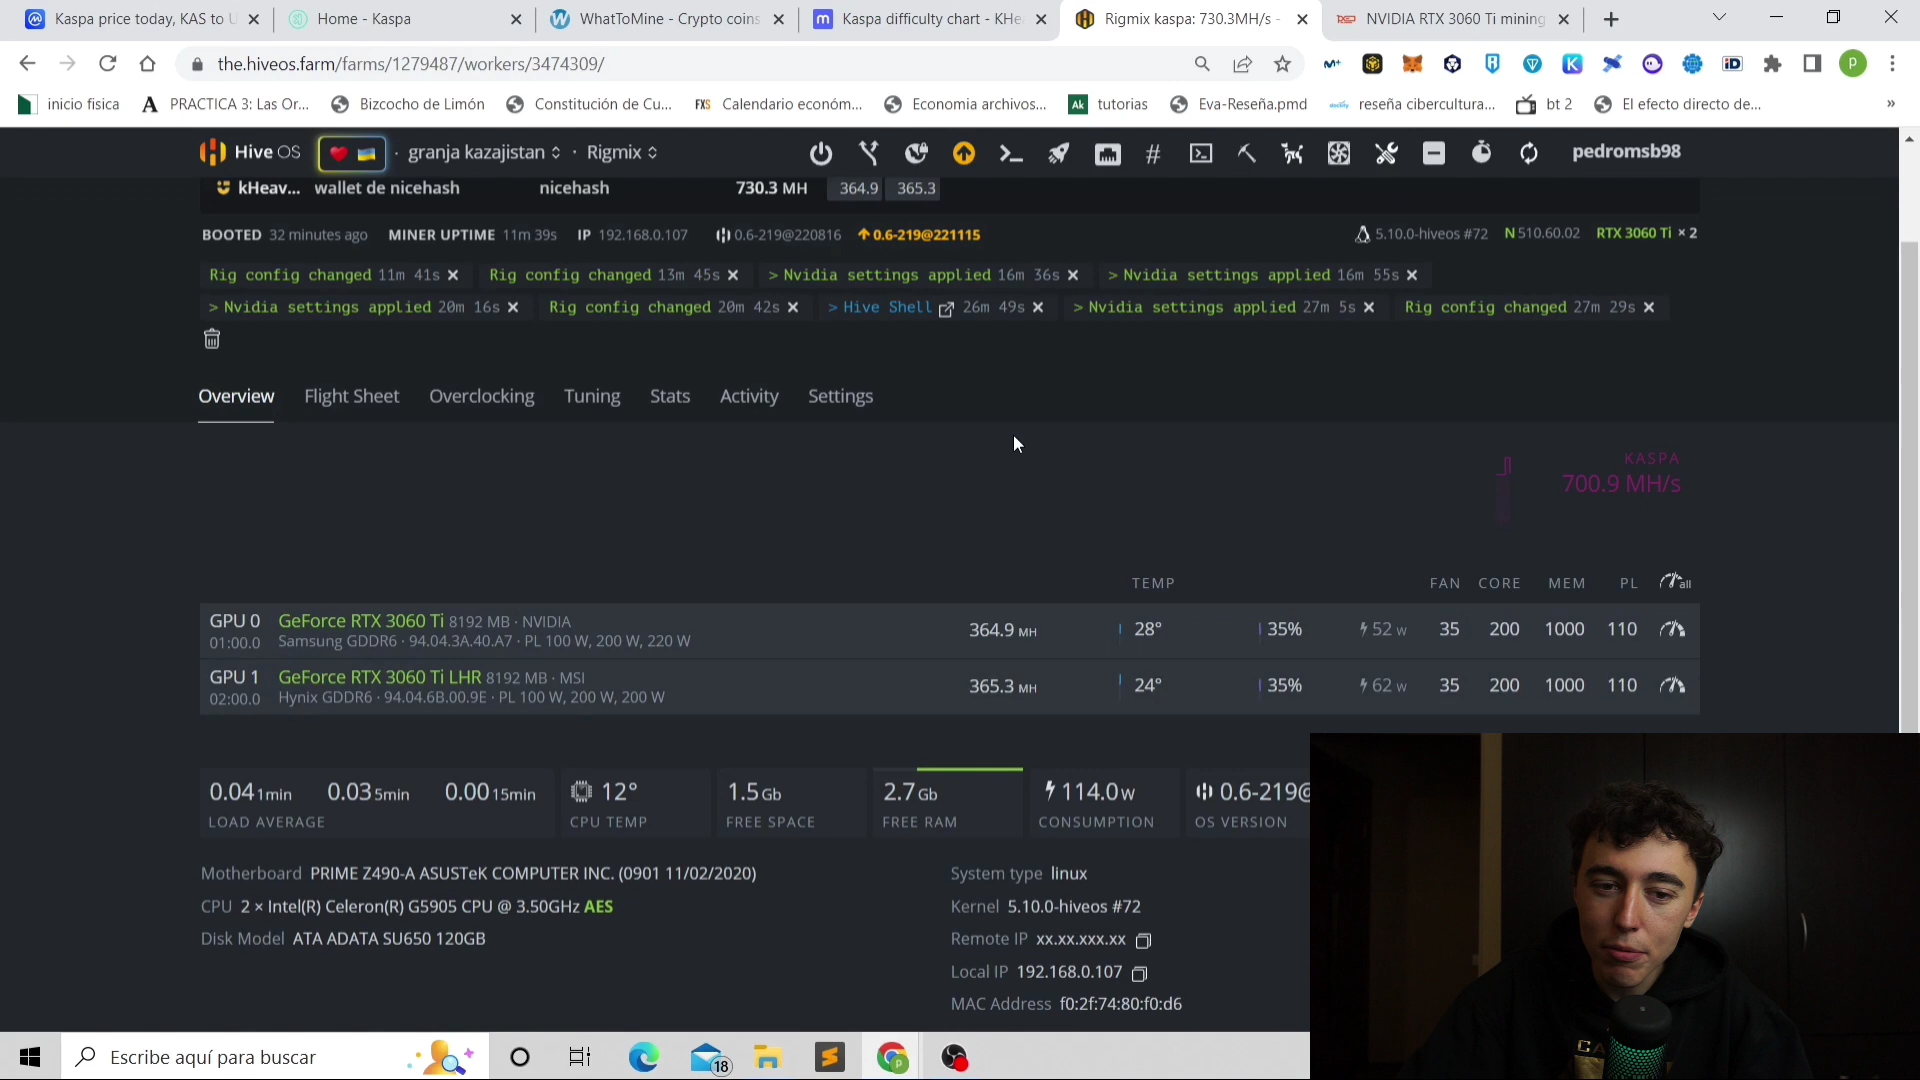 Kaspa price today, KAS to U
Home - Kaspa
WhatToMine - Crypto coins
Kaspa difficulty chart - KHe
Rigmix kaspa: 730.3MH/s -
NVIDIA RTX 3060 Ti mining
the.hiveos.farm/farms/1279487/workers/3474309/
inicio fisica
PRACTICA 3: Las Or...
Bizcocho de Limón
Constitución de Cu...
FXS Calendario económ...
Economia archivos...
Ak tutorias
Eva-Reseña.pmd
reseña cibercultura...
bt 2
El efecto directo de...
»
Hive OS · granja kazajistan · Rigmix
pedromsb98
kHeav... wallet de nicehash nicehash 730.3 MH 364.9 365.3
BOOTED 32 minutes ago MINER UPTIME 11m 39s IP 192.168.0.107 0.6-219@220816 0.6-219@221115 5.10.0-hiveos #72 N 510.60.02 RTX 3060 Ti × 2
Rig config changed 11m 41s Rig config changed 13m 45s > Nvidia settings applied 16m 36s > Nvidia settings applied 16m 55s
> Nvidia settings applied 20m 16s Rig config changed 20m 42s > Hive Shell 26m 49s > Nvidia settings applied 27m 5s Rig config changed 27m 29s
Overview Flight Sheet Overclocking Tuning Stats Activity Settings
KASPA
700.9 MH/s
TEMP FAN CORE MEM PL all
GPU 0 GeForce RTX 3060 Ti 8192 MB · NVIDIA 364.9 MH 28° 35% 52 W 35 200 1000 110
01:00.0 Samsung GDDR6 · 94.04.3A.40.A7 · PL 100 W, 200 W, 220 W
GPU 1 GeForce RTX 3060 Ti LHR 8192 MB · MSI 365.3 MH 24° 35% 62 W 35 200 1000 110
02:00.0 Hynix GDDR6 · 94.04.6B.00.9E · PL 100 W, 200 W, 200 W
0.04 1min 0.03 5min 0.00 15min 12° 1.5 Gb 2.7 Gb 114.0 W 0.6-219@
LOAD AVERAGE CPU TEMP FREE SPACE FREE RAM CONSUMPTION OS VERSION
Motherboard PRIME Z490-A ASUSTeK COMPUTER INC. (0901 11/02/2020)
CPU 2 × Intel(R) Celeron(R) G5905 CPU @ 3.50GHz AES
Disk Model ATA ADATA SU650 120GB
System type linux
Kernel 5.10.0-hiveos #72
Remote IP xx.xx.xxx.xx
Local IP 192.168.0.107
MAC Address f0:2f:74:80:f0:d6
Escribe aquí para buscar
18